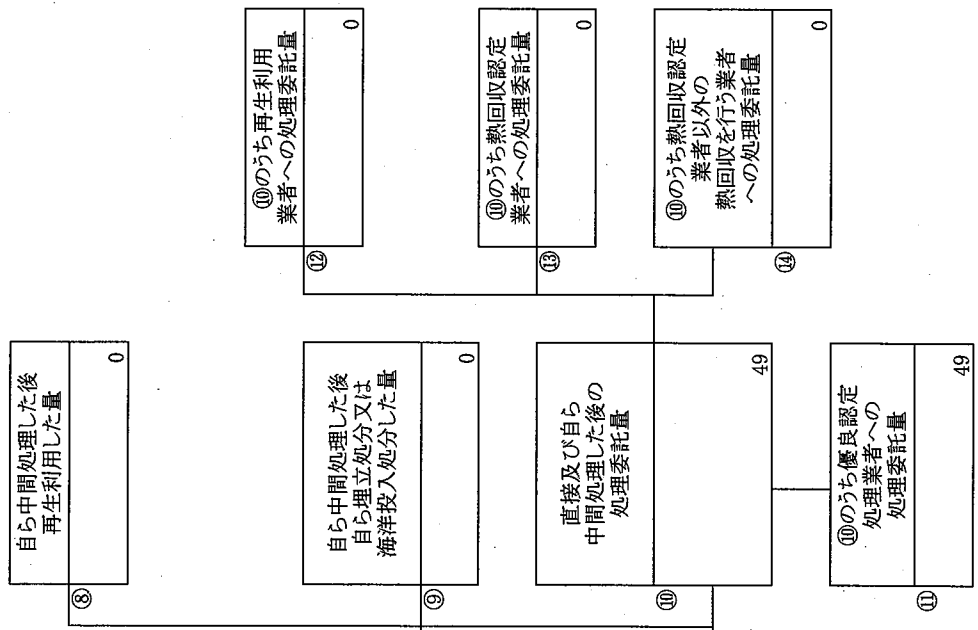 ⑧
自ら中間処理した後
再生利用した量
0
⑨
自ら中間処理した後
自ら埋立処分又は
海洋投入処分した量
0
⑩
直接及び自ら
中間処理した後の
処理委託量
49
⑪
⑩のうち優良認定
処理業者への
処理委託量
49
⑫
⑩のうち再生利用
業者への処理委託量
0
⑬
⑩のうち熱回収認定
業者への処理委託量
0
⑭
⑩のうち熱回収認定
業者以外の
熱回収を行う業者
への処理委託量
0